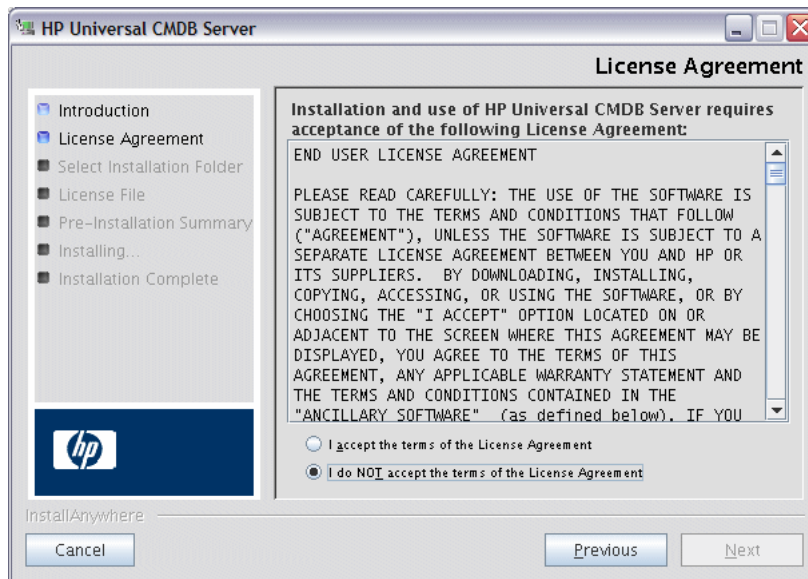 HP Universal CMDB Server
License Agreement
Introduction
License Agreement
Select Installation Folder
License File
Pre-Installation Summary
Installing...
Installation Complete
hp
Installation and use of HP Universal CMDB Server requires
acceptance of the following License Agreement:
END USER LICENSE AGREEMENT
PLEASE READ CAREFULLY: THE USE OF THE SOFTWARE IS
SUBJECT TO THE TERMS AND CONDITIONS THAT FOLLOW
("AGREEMENT"), UNLESS THE SOFTWARE IS SUBJECT TO A
SEPARATE LICENSE AGREEMENT BETWEEN YOU AND HP OR
ITS SUPPLIERS.  BY DOWNLOADING, INSTALLING,
COPYING, ACCESSING, OR USING THE SOFTWARE, OR BY
CHOOSING THE "I ACCEPT" OPTION LOCATED ON OR
ADJACENT TO THE SCREEN WHERE THIS AGREEMENT MAY BE
DISPLAYED, YOU AGREE TO THE TERMS OF THIS
AGREEMENT, ANY APPLICABLE WARRANTY STATEMENT AND
THE TERMS AND CONDITIONS CONTAINED IN THE
"ANCILLARY SOFTWARE"  (as defined below). IF YOU
I accept the terms of the License Agreement
I do NOT accept the terms of the License Agreement
InstallAnywhere
Cancel
Previous
Next